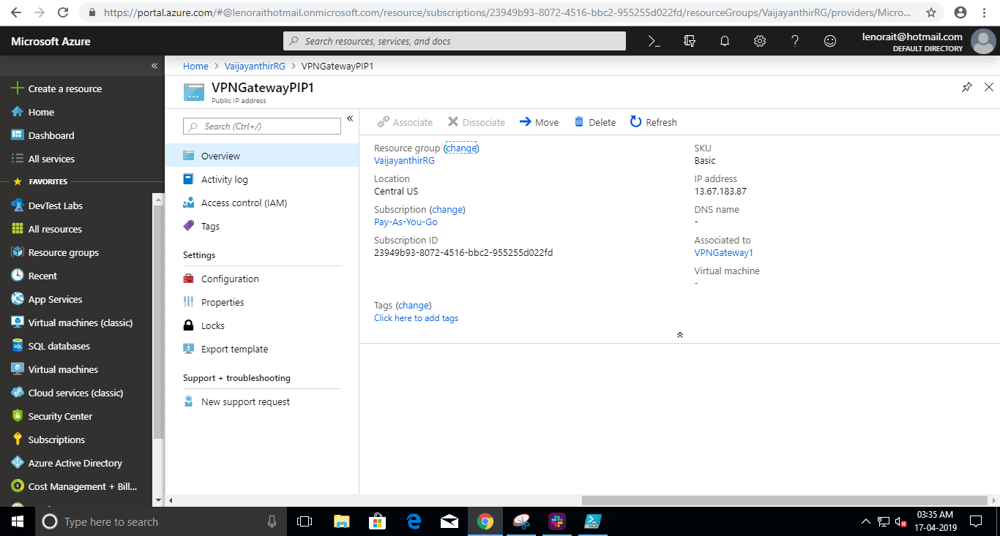 https://portal.azure.com/#@lenoraithotmail.onmicrosoft.com/resource/subscriptions/23949b93-8072-4516-bbc2-955255d022fd/resourceGroups/VaijayanthirRG/providers/Micro...
Microsoft Azure
Search resources, services, and docs
lenorait@hotmail.com
DEFAULT DIRECTORY
Create a resource
Home
Dashboard
All services
FAVORITES
DevTest Labs
All resources
Resource groups
Recent
App Services
Virtual machines (classic)
SQL databases
Virtual machines
Cloud services (classic)
Security Center
Subscriptions
Azure Active Directory
Cost Management + Bill...
Home > VaijayanthirRG > VPNGatewayPIP1
VPNGatewayPIP1
Public IP address
Search (Ctrl+/)
Overview
Activity log
Access control (IAM)
Tags
Settings
Configuration
Properties
Locks
Export template
Support + troubleshooting
New support request
Associate Dissociate Move Delete Refresh
Resource group (change)
VaijayanthirRG
Location
Central US
Subscription (change)
Pay-As-You-Go
Subscription ID
23949b93-8072-4516-bbc2-955255d022fd
SKU
Basic
IP address
13.67.183.87
DNS name
-
Associated to
VPNGateway1
Virtual machine
-
Tags (change)
Click here to add tags
Type here to search
03:35 AM
17-04-2019